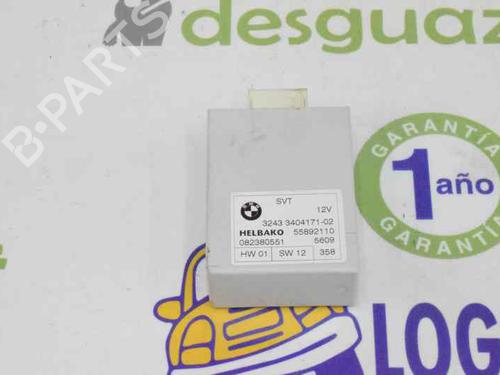 desguaz
B-PARTS
SVT
12V
3243 3404171-02
HELBAKO 55892110
082380551 5609
HW 01 SW 12 358
GARANTÍA
1 año
GARANTÍA
LOG